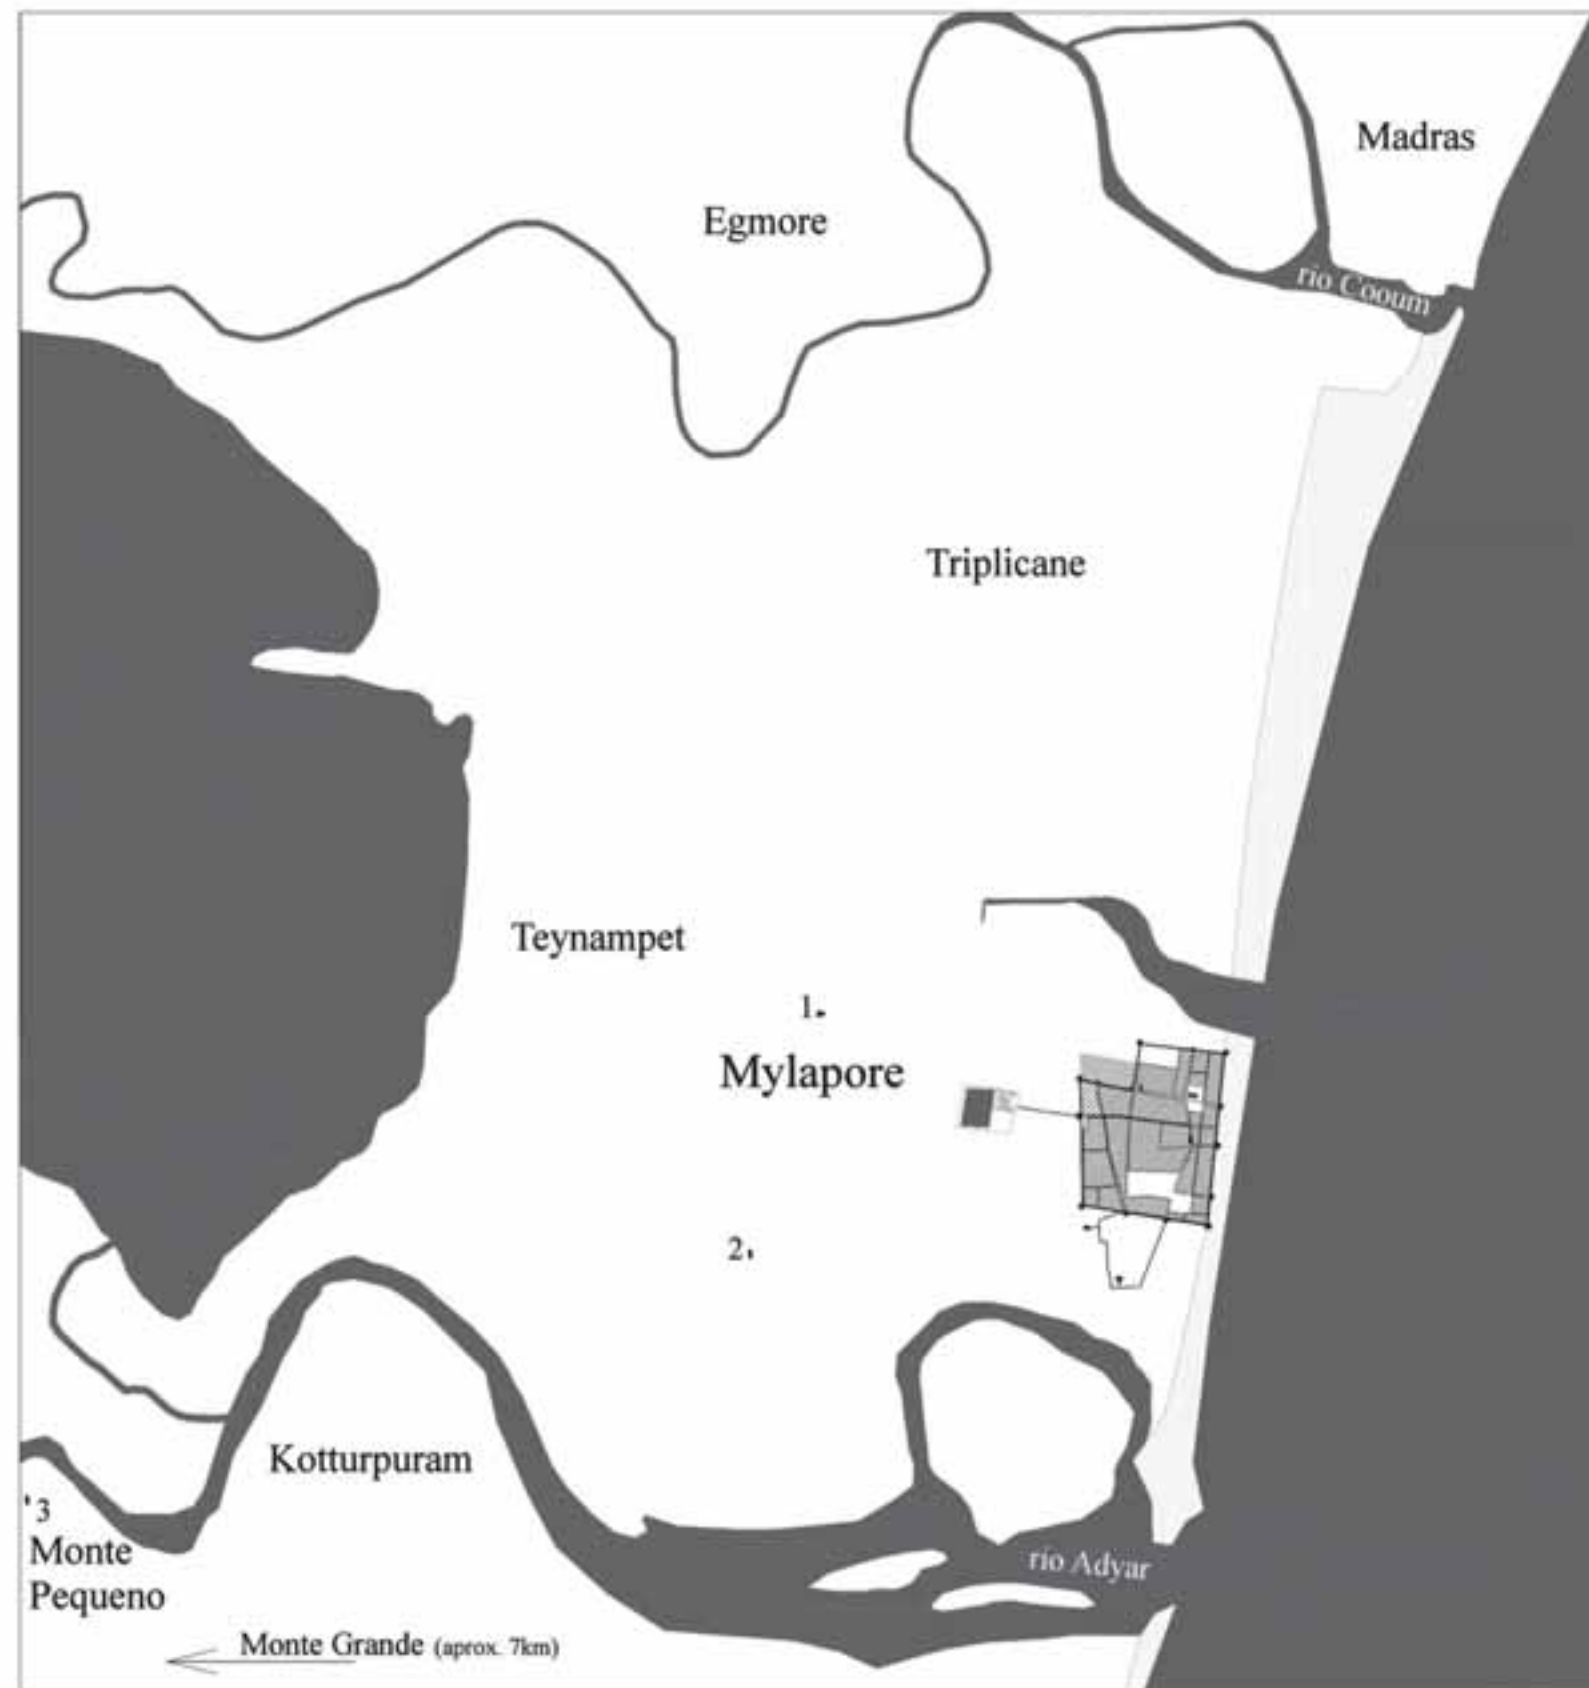 Madras
Egmore
rio Cooum
Triplicane
Teynampet
1.
Mylapore
2.
Kotturpuram
3
Monte
Pequeno
rio Adyar
Monte Grande (aprox. 7km)